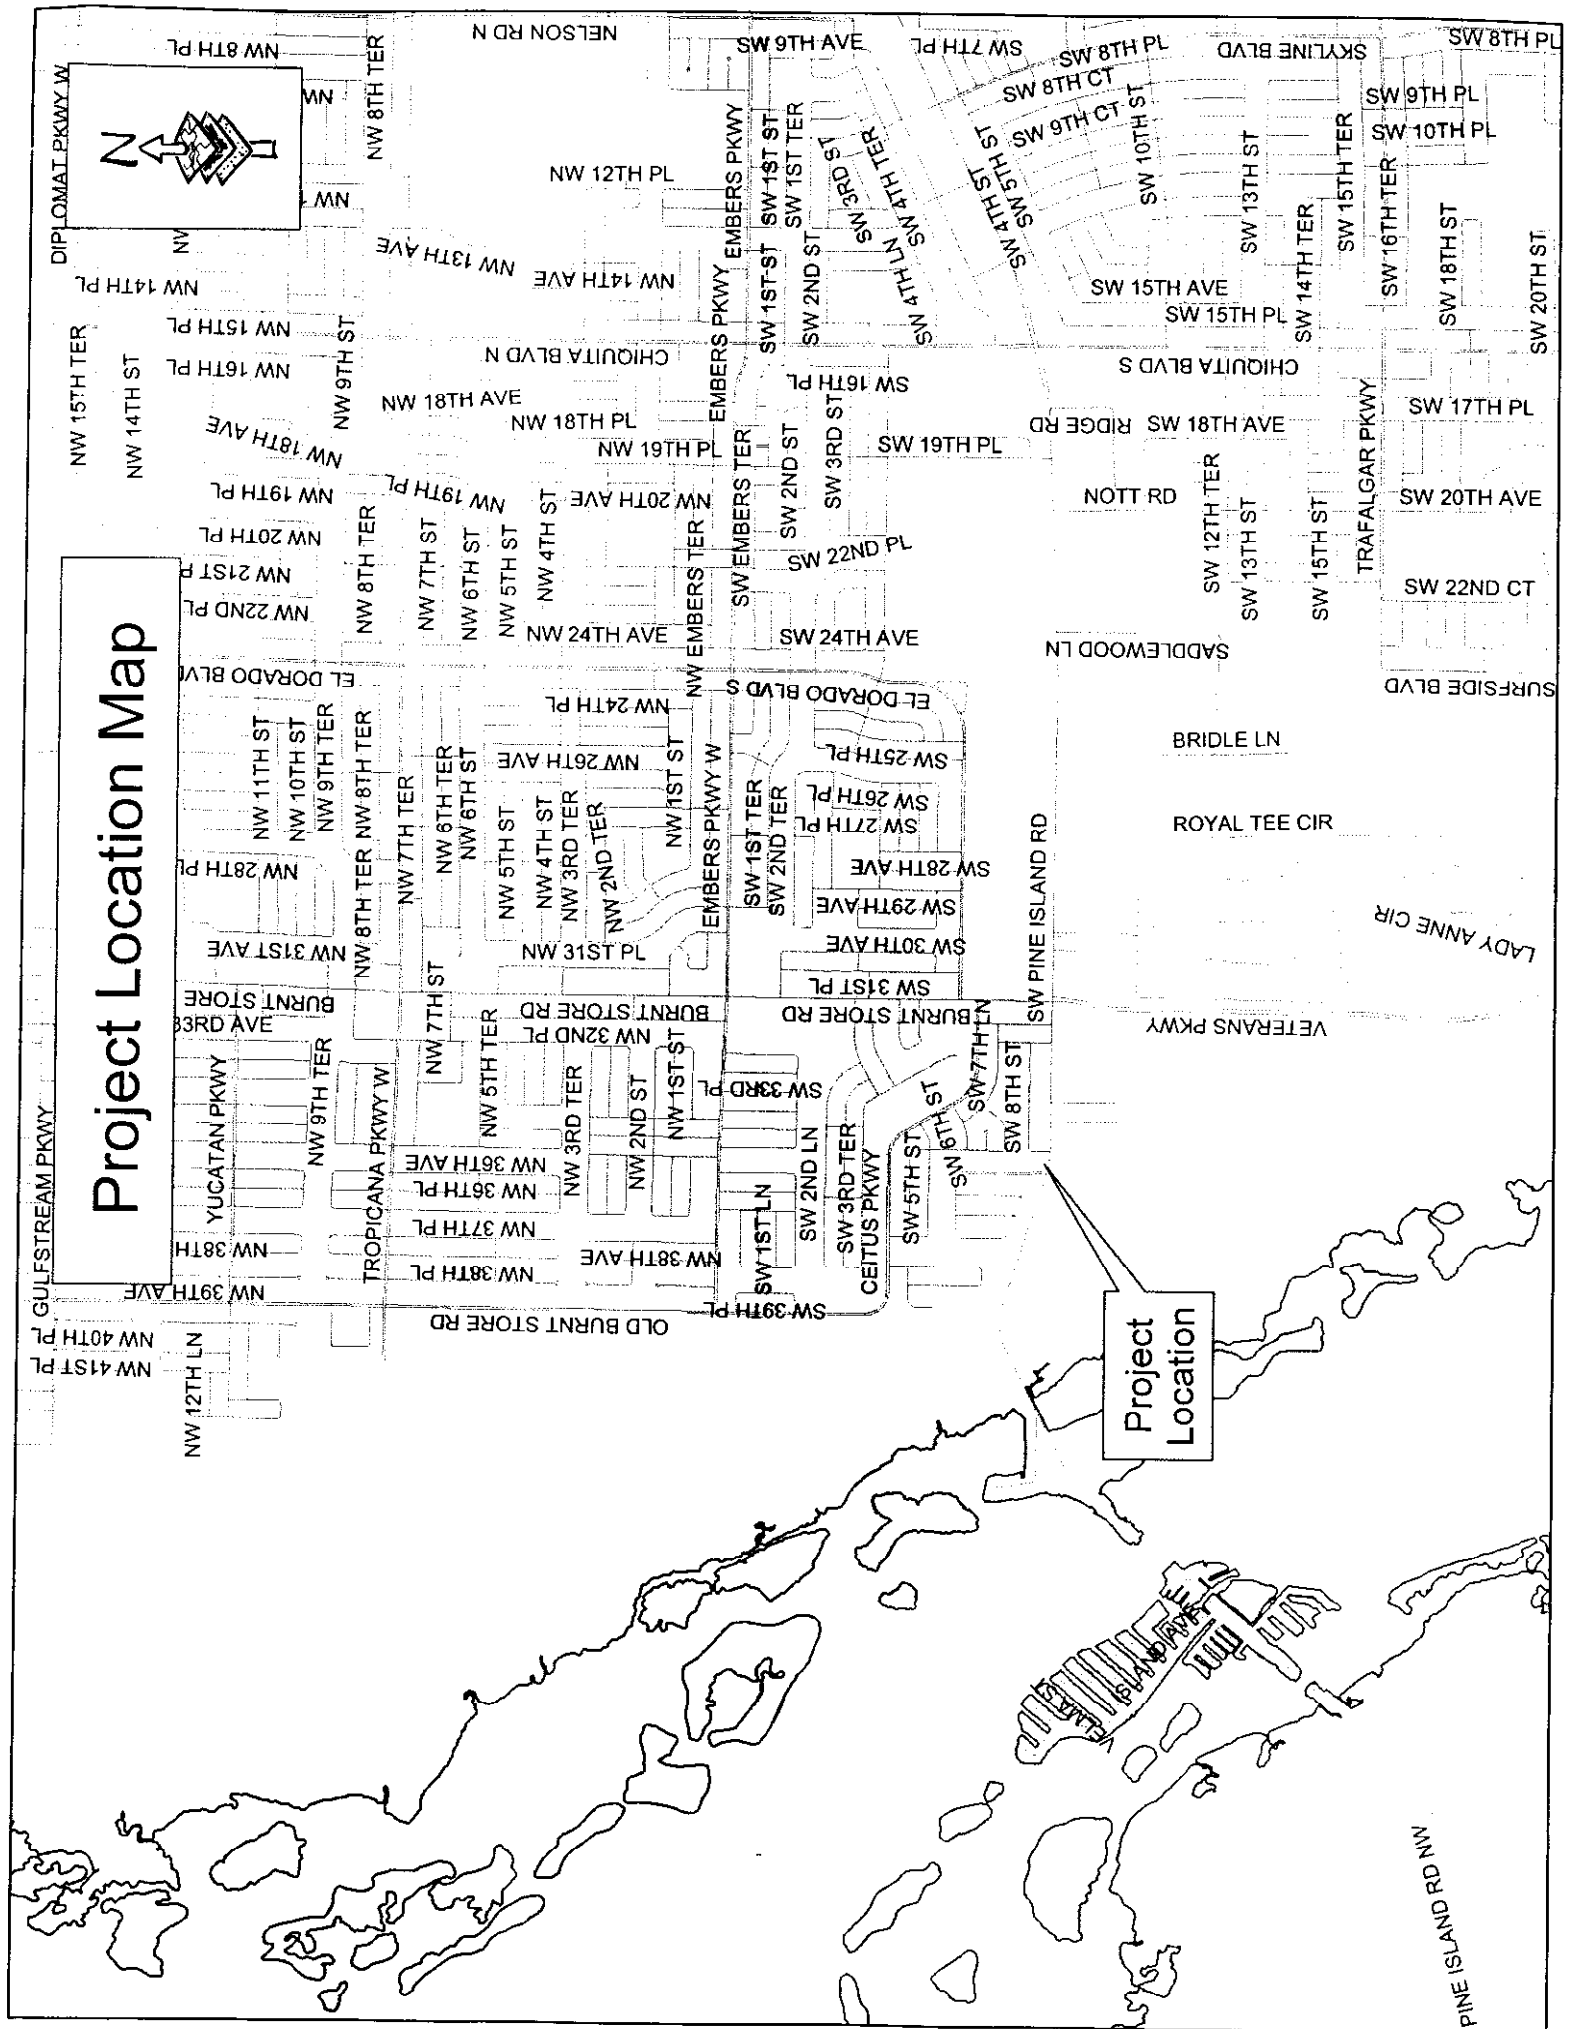 Project Location Map
N
Project
Location
DIPLOMAT PKWY W
NW 8TH PL
NW 8TH TER
NELSON RD N
SW 9TH AVE
SW 7TH PL
SW 8TH PL
SW 8TH CT
SW 9TH CT
SW 10TH ST
SKYLINE BLVD
SW 8TH PL
SW 9TH PL
SW 10TH PL
NW
NW 1
NW
NW 12TH PL
EMBERS PKWY
SW 1ST ST
SW 1ST TER
SW 3RD ST
SW 4TH TER
SW 4TH ST
SW 5TH ST
SW 13TH ST
SW 15TH TER
SW 14TH TER
SW 16TH TER
SW 18TH ST
SW 20TH ST
NW 14TH PL
NW 13TH AVE
NW 14TH AVE
EMBERS PKWY
SW 1ST ST
SW 2ND ST
SW 4TH LN
SW 15TH AVE
SW 15TH PL
NW 15TH TER
NW 14TH ST
NW 15TH PL
NW 16TH PL
NW 9TH ST
CHIQUITA BLVD N
CHIQUITA BLVD S
NW 18TH AVE
NW 18TH AVE
NW 18TH PL
NW 19TH PL
SW 16TH PL
SW 19TH PL
RIDGE RD
SW 18TH AVE
SW 17TH PL
NW 19TH PL
NW 19TH PL
NW 20TH AVE
NW 4TH ST
SW EMBERS TER
SW 2ND ST
SW 3RD ST
NOTT RD
SW 12TH TER
SW 13TH ST
SW 15TH ST
TRAFALGAR PKWY
SW 20TH AVE
NW 20TH PL
NW 21ST P
NW 22ND PL
NW 8TH TER
NW 7TH ST
NW 6TH ST
NW 5TH ST
NW EMBERS TER
SW 22ND PL
SW 22ND CT
NW 24TH AVE
SW 24TH AVE
SADDLEWOOD LN
EL DORADO BLVD
EL DORADO BLVD S
SURFSIDE BLVD
NW 24TH PL
NW 26TH AVE
SW 25TH PL
SW 26TH PL
SW 27TH PL
SW 28TH AVE
SW 29TH AVE
SW 30TH AVE
SW 31ST PL
BRIDLE LN
ROYAL TEE CIR
LADY ANNE CIR
SW PINE ISLAND RD
VETERANS PKWY
NW 11TH ST
NW 10TH ST
NW 9TH TER
NW 8TH TER
NW 8TH TER
NW 7TH TER
NW 6TH TER
NW 6TH ST
NW 5TH ST
NW 4TH ST
NW 3RD TER
NW 2ND TER
NW 1ST ST
EMBERS PKWY W
SW 1ST TER
SW 2ND TER
NW 28TH PL
NW 31ST AVE
NW 31ST PL
BURNT STORE
BURNT STORE RD
BURNT STORE RD
BURNT STORE RD
33RD AVE
NW 32ND PL
NW 7TH ST
NW 5TH TER
NW 3RD TER
NW 2ND ST
NW 1ST ST
SW 33RD PL
SW 7TH LN
SW 8TH ST
SW 6TH ST
SW 5TH ST
CEITUS PKWY
SW 3RD TER
SW 2ND LN
SW 1ST LN
GULFSTREAM PKWY
YUCATAN PKWY
NW 9TH TER
TROPICANA PKWY W
NW 36TH AVE
NW 36TH PL
NW 37TH PL
NW 38TH
NW 38TH PL
NW 38TH AVE
NW 39TH AVE
SW 39TH PL
OLD BURNT STORE RD
NW 40TH PL
NW 41ST PL
NW 12TH LN
VELMA ST
ISLAND AVE
PINE ISLAND RD NW